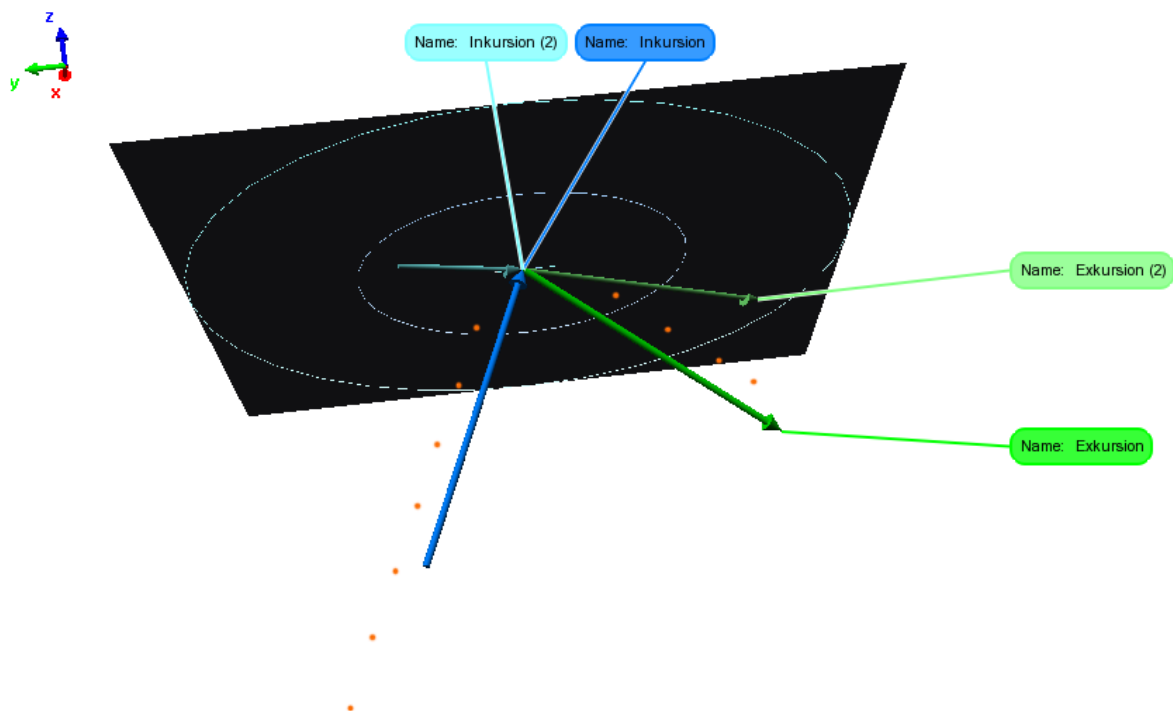 z
y
x
Name: Inkursion (2)
Name: Inkursion
Name: Exkursion (2)
Name: Exkursion